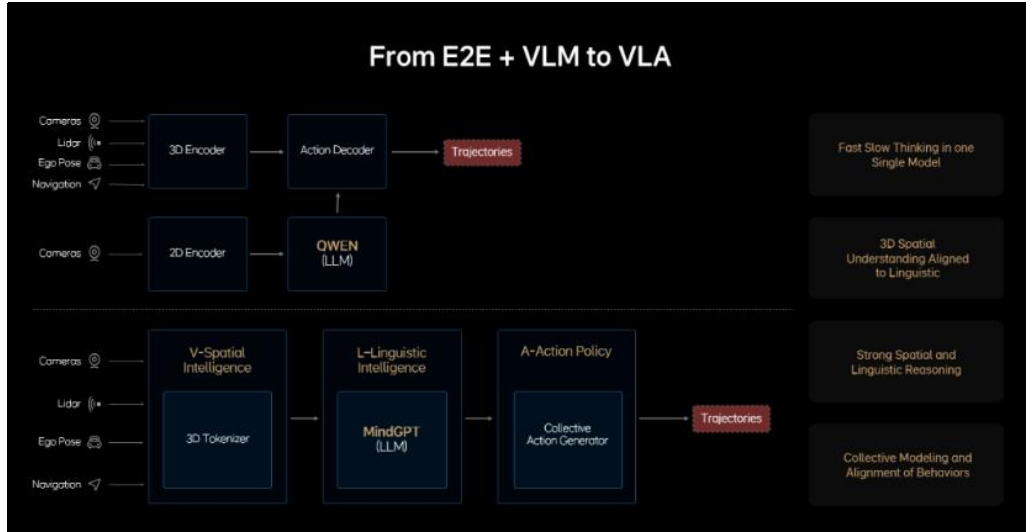 From E2E + VLM to VLA
Cameras
Lidar
Ego Pose
Navigation
3D Encoder
Action Decoder
Trajectories
Cameras
2D Encoder
QWEN
(LLM)
Fast Slow Thinking in one
Single Model
3D Spatial
Understanding Aligned
to Linguistic
Cameras
Lidar
Ego Pose
Navigation
V-Spatial
Intelligence
3D Tokenizer
L-Linguistic
Intelligence
MindGPT
(LLM)
A-Action Policy
Collective
Action Generator
Trajectories
Strong Spatial and
Linguistic Reasoning
Collective Modeling and
Alignment of Behaviors